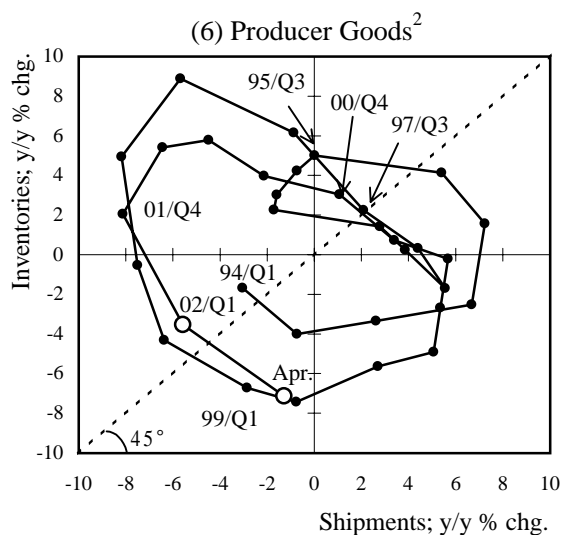 (6) Producer Goods2
Inventories; y/y % chg.
10
8
6
4
2
0
-2
-4
-6
-8
-10
95/Q3
00/Q4
97/Q3
01/Q4
94/Q1
02/Q1
Apr.
99/Q1
45°
-10 -8 -6 -4 -2 0 2 4 6 8 10
Shipments; y/y % chg.